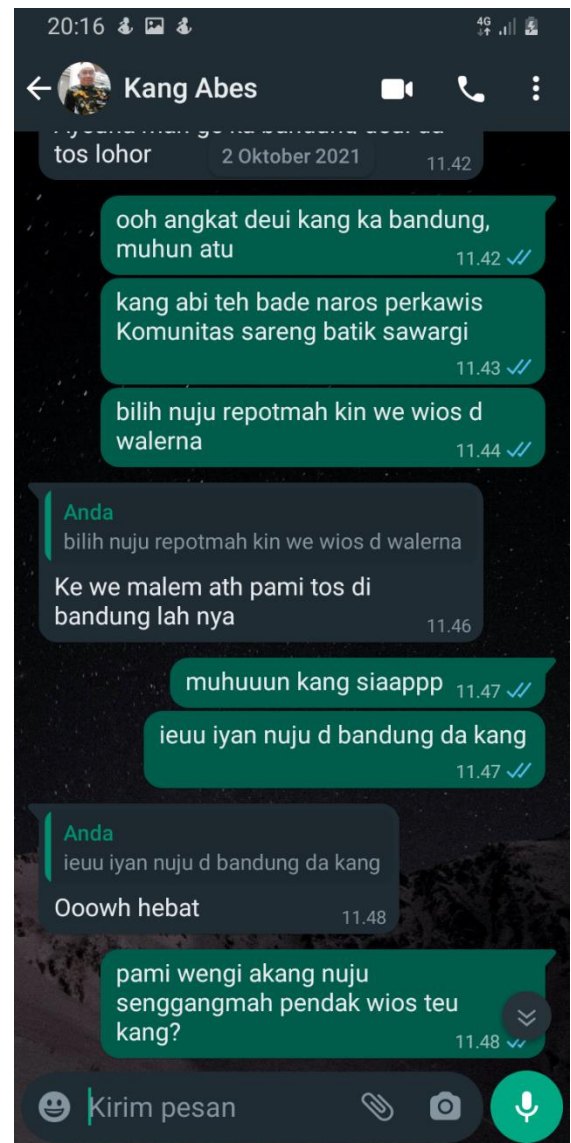 20:16
4G
Kang Abes
tos lohor
2 Oktober 2021
11.42
ooh angkat deui kang ka bandung,
muhun atu
11.42
kang abi teh bade naros perkawis
Komunitas sareng batik sawargi
11.43
bilih nuju repotmah kin we wios d
walerna
11.44
Anda
bilih nuju repotmah kin we wios d walerna
Ke we malem ath pami tos di
bandung lah nya
11.46
muhuuun kang siaappp
11.47
ieuu iyan nuju d bandung da kang
11.47
Anda
ieuu iyan nuju d bandung da kang
Ooowh hebat
11.48
pami wengi akang nuju
senggangmah pendak wios teu
kang?
11.48
Kirim pesan